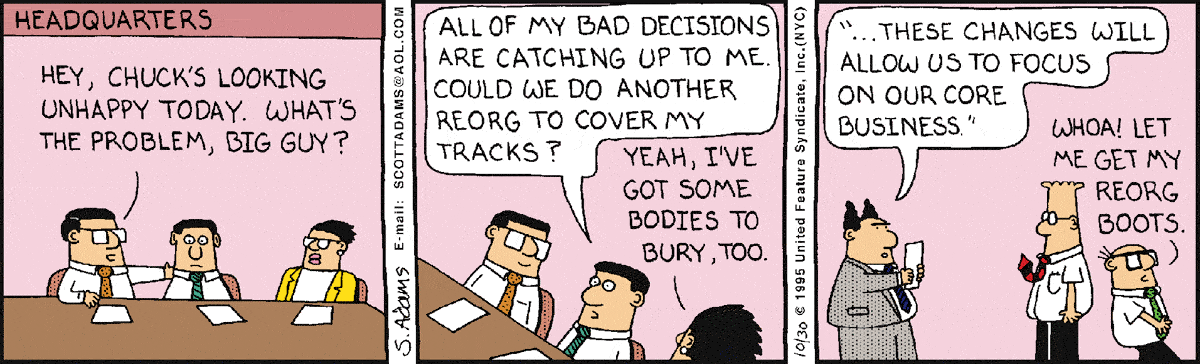 HEADQUARTERS
HEY, CHUCK'S LOOKING
UNHAPPY TODAY. WHAT'S
THE PROBLEM, BIG GUY?
S. Adams
E-mail: SCOTTADAMS@AOL.COM
ALL OF MY BAD DECISIONS
ARE CATCHING UP TO ME.
COULD WE DO ANOTHER
REORG TO COVER MY
TRACKS?
YEAH, I'VE
GOT SOME
BODIES TO
BURY, TOO.
10/30 © 1995 United Feature Syndicate, Inc. (NYC)
"...THESE CHANGES WILL
ALLOW US TO FOCUS
ON OUR CORE
BUSINESS."
WHOA! LET
ME GET MY
REORG
BOOTS.